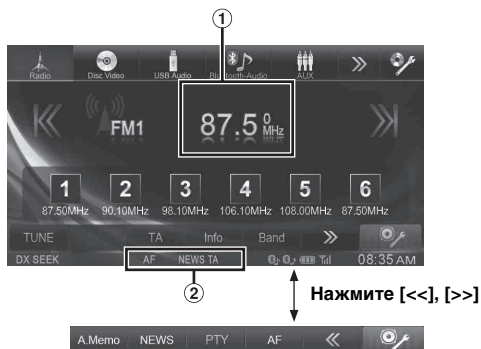 ①
Radio Disc Video USB Audio Bluetooth-Audio AUX
FM1 87.5 0 MHz
1 2 3 4 5 6
87.50MHz 90.10MHz 98.10MHz 106.10MHz 108.00MHz 87.50MHz
TUNE TA Info Band
DX SEEK AF NEWS TA 08:35 AM
②
Нажмите [<<], [>>]
A.Memo NEWS PTY AF